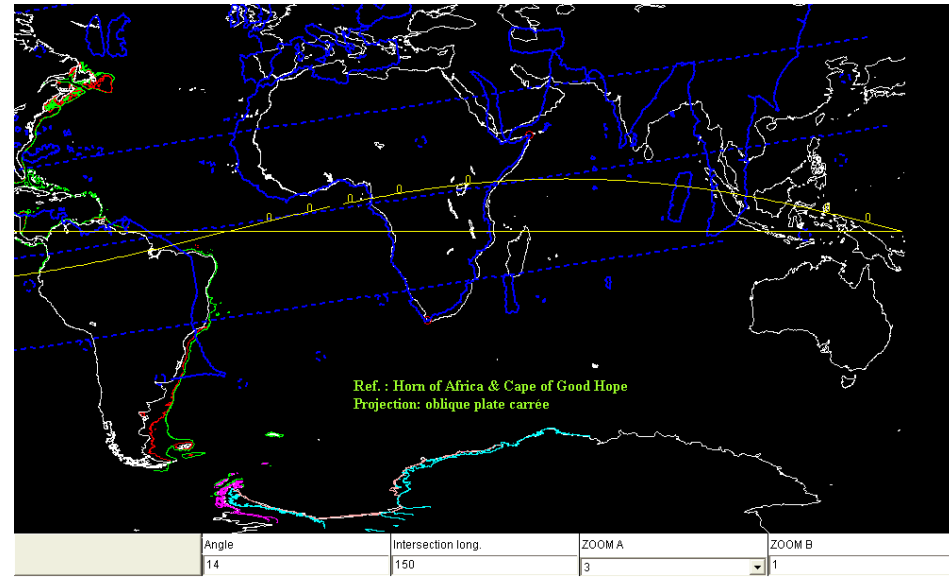 Ref. : Horn of Africa & Cape of Good Hope
Projection: oblique plate carrée
Angle
Intersection long.
ZOOM A
ZOOM B
14
150
3
1